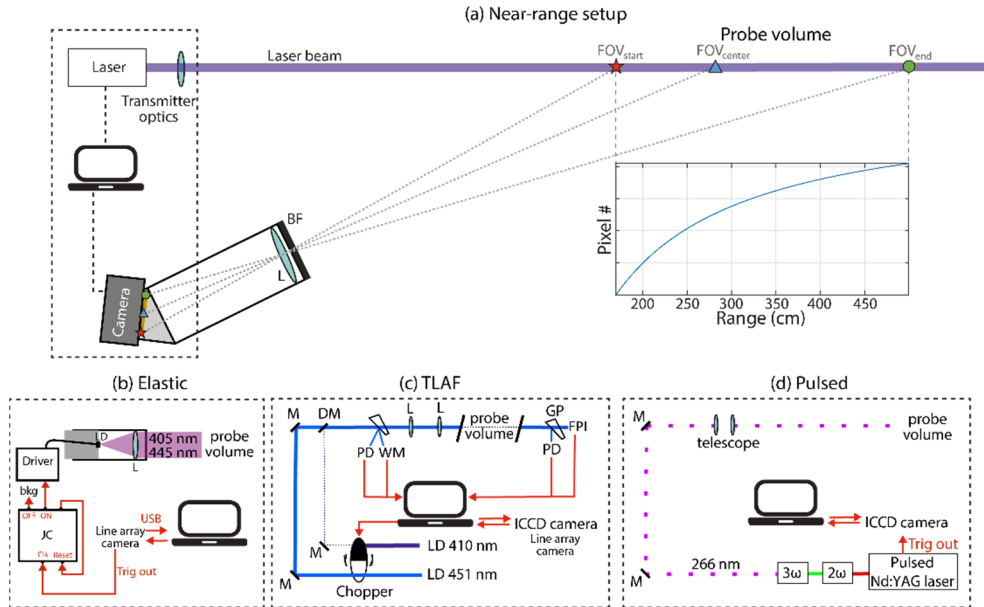 (a) Near-range setup
Laser
Laser beam
Transmitter
optics
Probe volume
FOVstart
FOVcenter
FOVend
BF
L
Camera
Pixel #
200 250 300 350 400 450
Range (cm)
(b) Elastic
LD
405 nm
445 nm
L
probe
volume
Driver
bkg
OFF ON
JC
Clk Reset
USB
Line array
camera
Trig out
(c) TLAF
M DM
L L
probe
volume
GP
FPI
PD WM
PD
ICCD camera
Line array
camera
M
LD 410 nm
M
LD 451 nm
Chopper
(d) Pulsed
M
telescope
probe
volume
ICCD camera
Trig out
M
266 nm
3ω
2ω
Pulsed
Nd:YAG laser